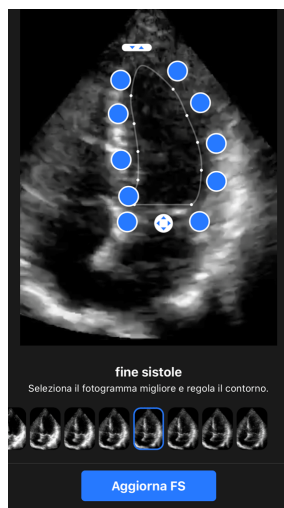 fine sistole
Seleziona il fotogramma migliore e regola il contorno.
Aggiorna FS